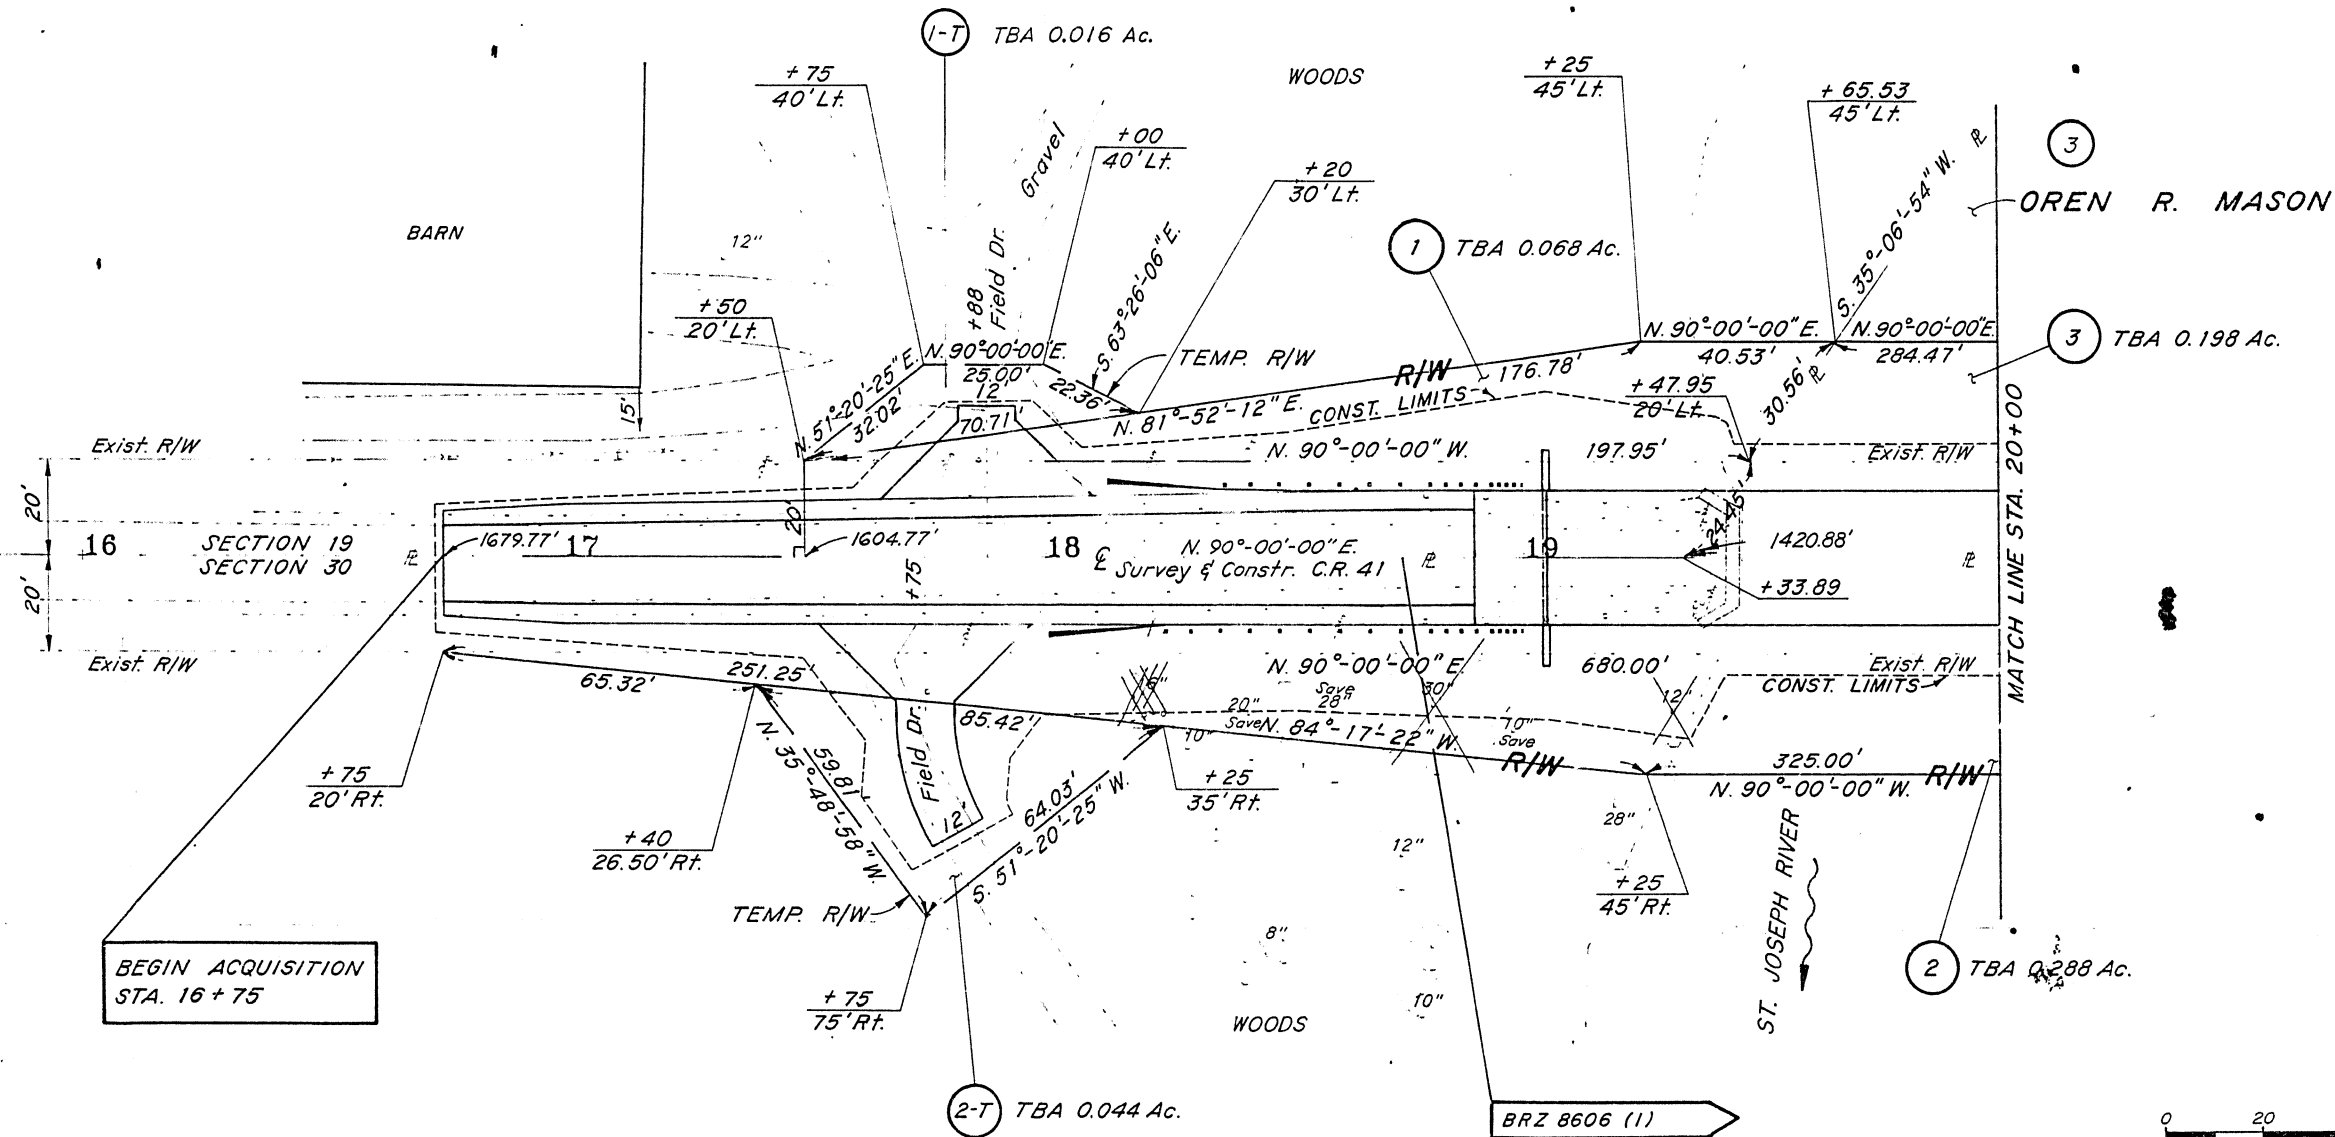 1-T TBA 0.016 Ac.
WOODS
+75
40' Lt.
+00
40' Lt.
+20
30' Lt.
+25
45' Lt.
+65.53
45' Lt.
3
OREN R. MASON
S. 35°-06'-54" W.
BARN
12"
Gravel
+88
Field Dr.
S. 63°-26'-06" E.
1 TBA 0.068 Ac.
+50
20' Lt.
N. 90°-00'-00" E.
25.00'
12'
TEMP. R/W
N. 51°-20'-25" E.
32.02'
22.36'
70.71'
N. 81°-52'-12" E.
R/W
176.78'
CONST. LIMITS
N. 90°-00'-00" E.
40.53'
N. 90°-00'-00" E.
284.47'
3 TBA 0.198 Ac.
+47.95
20' Lt.
30.56'
15'
Exist. R/W
N. 90°-00'-00" W.
197.95'
Exist. R/W
20'
20'
20'
24.45'
16
SECTION 19
SECTION 30
1679.77'
17
1604.77'
+75
18
N. 90°-00'-00" E.
Survey & Constr. C.R. 41
19
1420.88'
+33.89
MATCH LINE STA. 20+00
Exist. R/W
251.25'
65.32'
N. 90°-00'-00" E.
680.00'
Exist. R/W
CONST. LIMITS
6"
Save
28"
30"
12"
20"
Save
10"
Save
10"
85.42'
N. 84°-17'-22" W.
R/W
325.00'
N. 90°-00'-00" W.
R/W
59.81'
N. 35°-48'-58" W.
Field Dr.
12'
64.03'
S. 51°-20'-25" W.
+75
20' Rt.
+40
26.50' Rt.
+25
35' Rt.
28"
12"
+25
45' Rt.
ST. JOSEPH RIVER
TEMP. R/W
8"
10"
BEGIN ACQUISITION
STA. 16+75
+75
75' Rt.
WOODS
2 TBA 0.288 Ac.
2-T TBA 0.044 Ac.
BRZ 8606 (1)
0 20